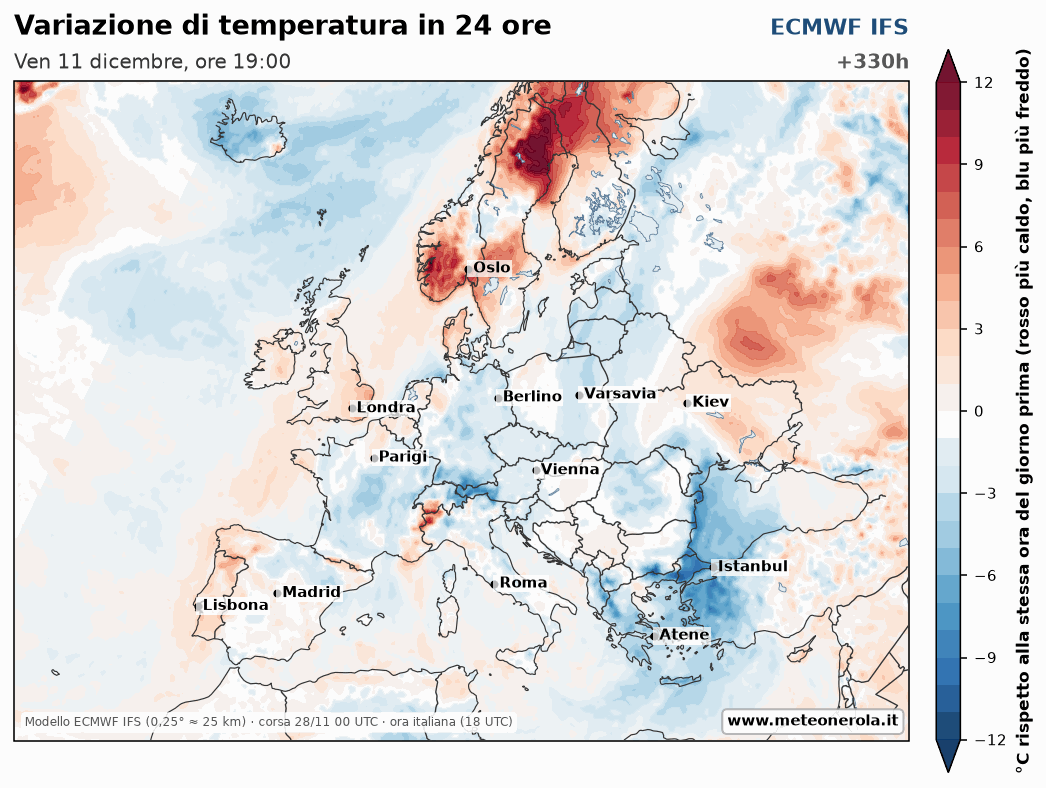 Variazione di temperatura in 24 ore
ECMWF IFS
Ven 11 dicembre, ore 19:00
+330h
Oslo
Londra
Berlino
Varsavia
Kiev
Parigi
Vienna
Istanbul
Roma
Madrid
Lisbona
Atene
Modello ECMWF IFS (0,25° ≈ 25 km) · corsa 28/11 00 UTC · ora italiana (18 UTC)
www.meteonerola.it
12
9
6
3
0
−3
−6
−9
−12
°C rispetto alla stessa ora del giorno prima (rosso più caldo, blu più freddo)